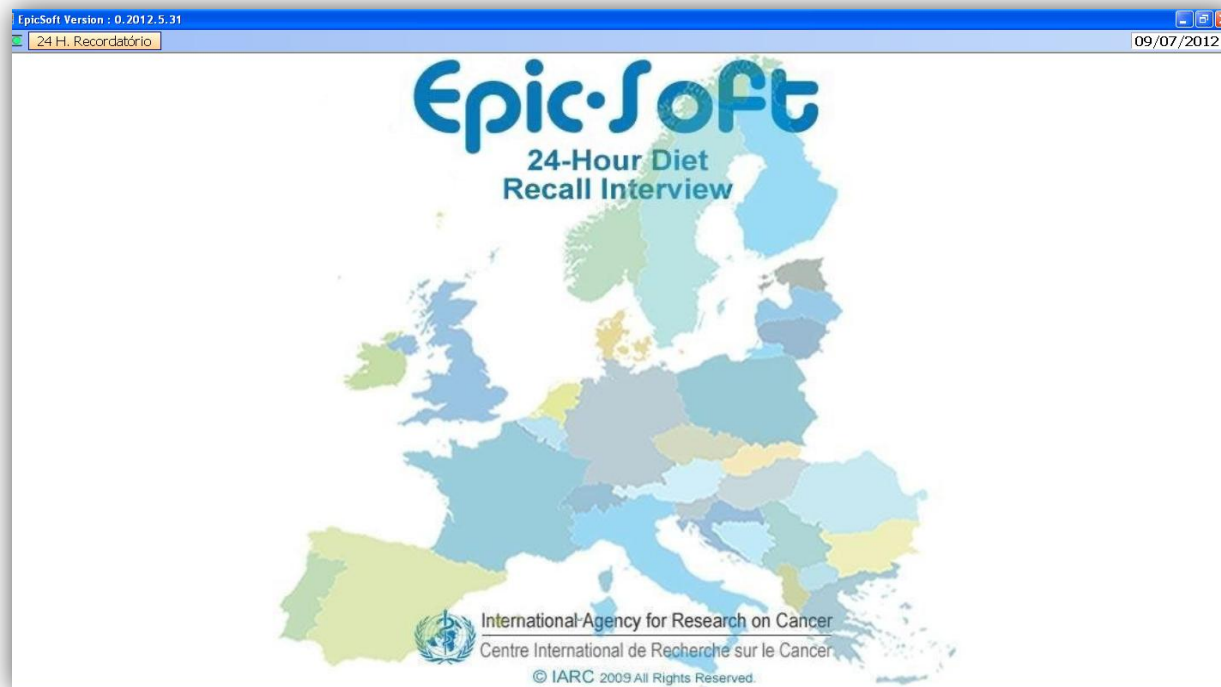 EpicSoft Version : 0.2012.5.31
24 H. Recordatório
09/07/2012
Epic·Soft
24-Hour Diet
Recall Interview
International Agency for Research on Cancer
Centre International de Recherche sur le Cancer
© IARC 2009 All Rights Reserved.